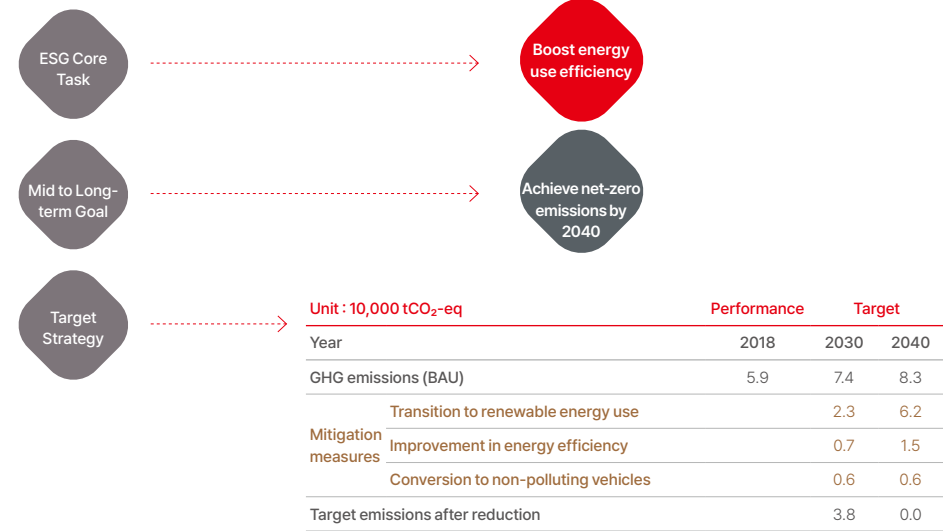 ESG Core
Task
Boost energy
use efficiency
Mid to Long-
term Goal
Achieve net-zero
emissions by
2040
Target
Strategy
Unit : 10,000 tCO₂-eq Performance Target
Year 2018 2030 2040
GHG emissions (BAU) 5.9 7.4 8.3
Mitigation
measures
Transition to renewable energy use 2.3 6.2
Improvement in energy efficiency 0.7 1.5
Conversion to non-polluting vehicles 0.6 0.6
Target emissions after reduction 3.8 0.0